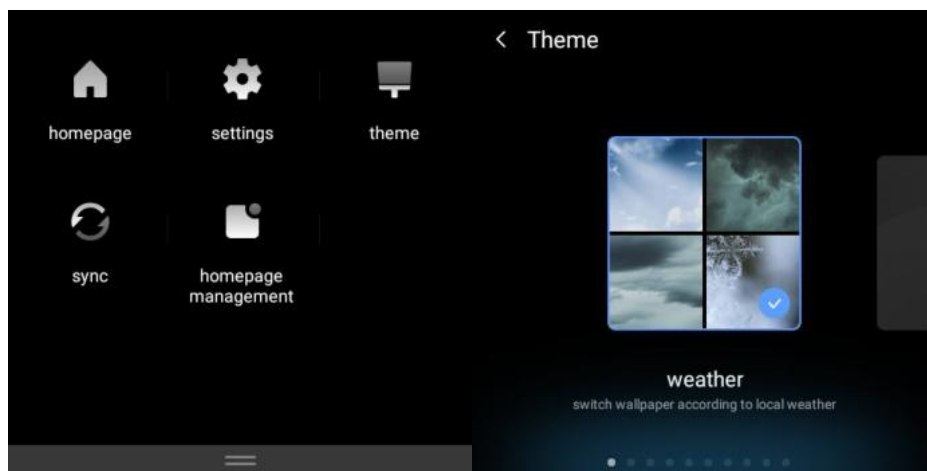 homepage
settings
theme
sync
homepage
management
Theme
weather
switch wallpaper according to local weather